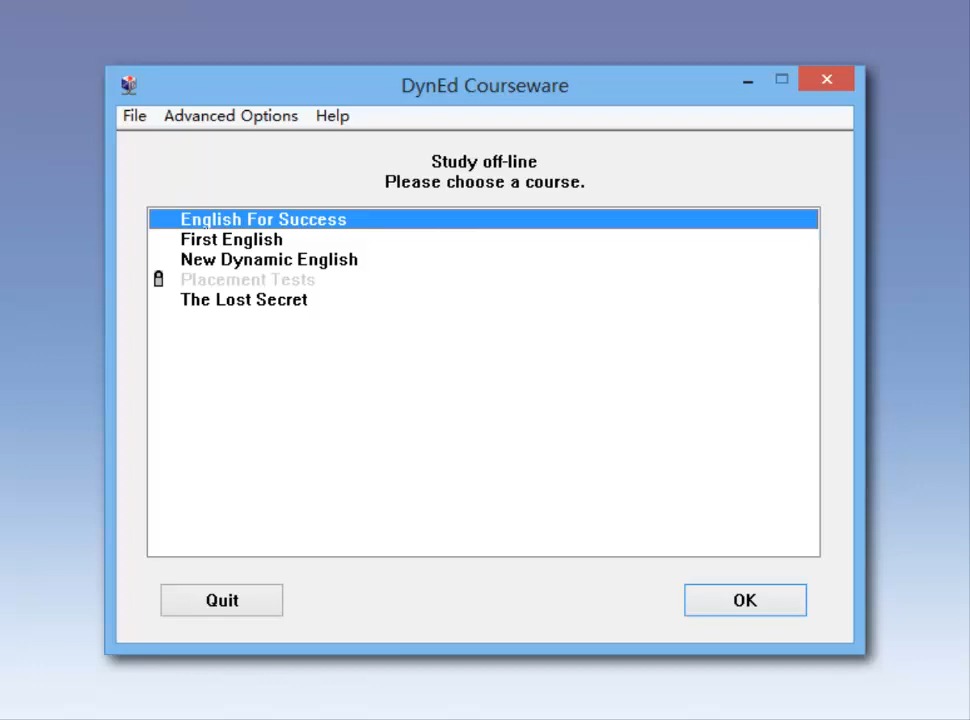 DynEd Courseware
File Advanced Options Help
Study off-line
Please choose a course.
English For Success
First English
New Dynamic English
Placement Tests
The Lost Secret
Quit OK